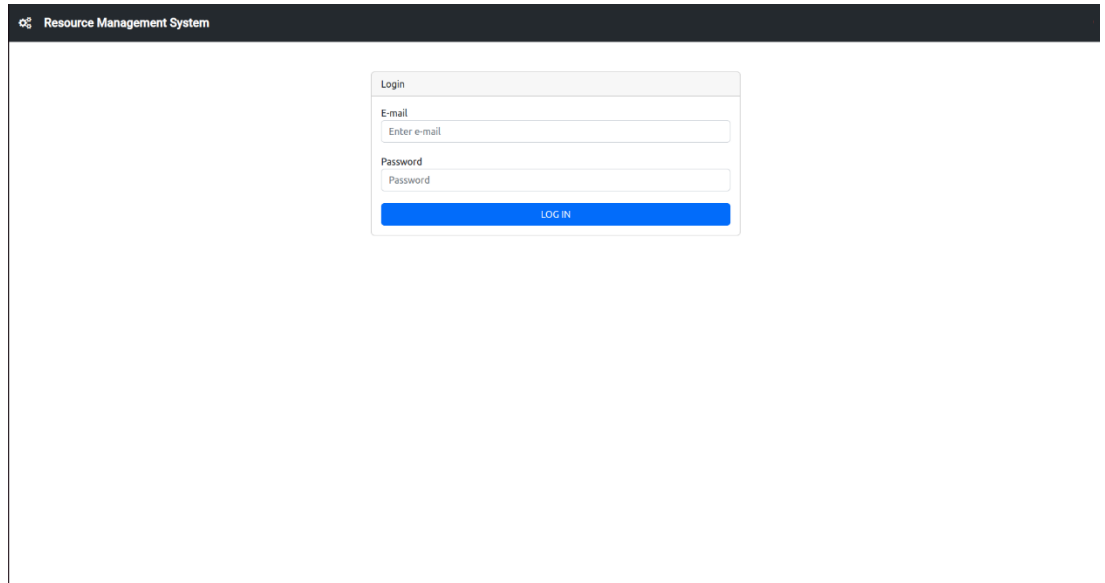 Resource Management System
Login
E-mail
Enter e-mail
Password
Password
LOG IN